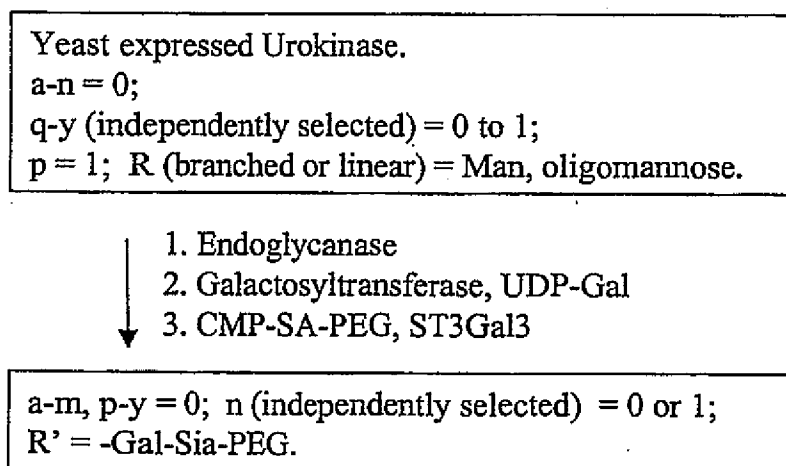 Yeast expressed Urokinase.
a-n = 0;
q-y (independently selected) = 0 to 1;
p = 1; R (branched or linear) = Man, oligomannose.
1. Endoglycanase
2. Galactosyltransferase, UDP-Gal
3. CMP-SA-PEG, ST3Gal3
a-m, p-y = 0; n (independently selected) = 0 or 1;
R' = -Gal-Sia-PEG.